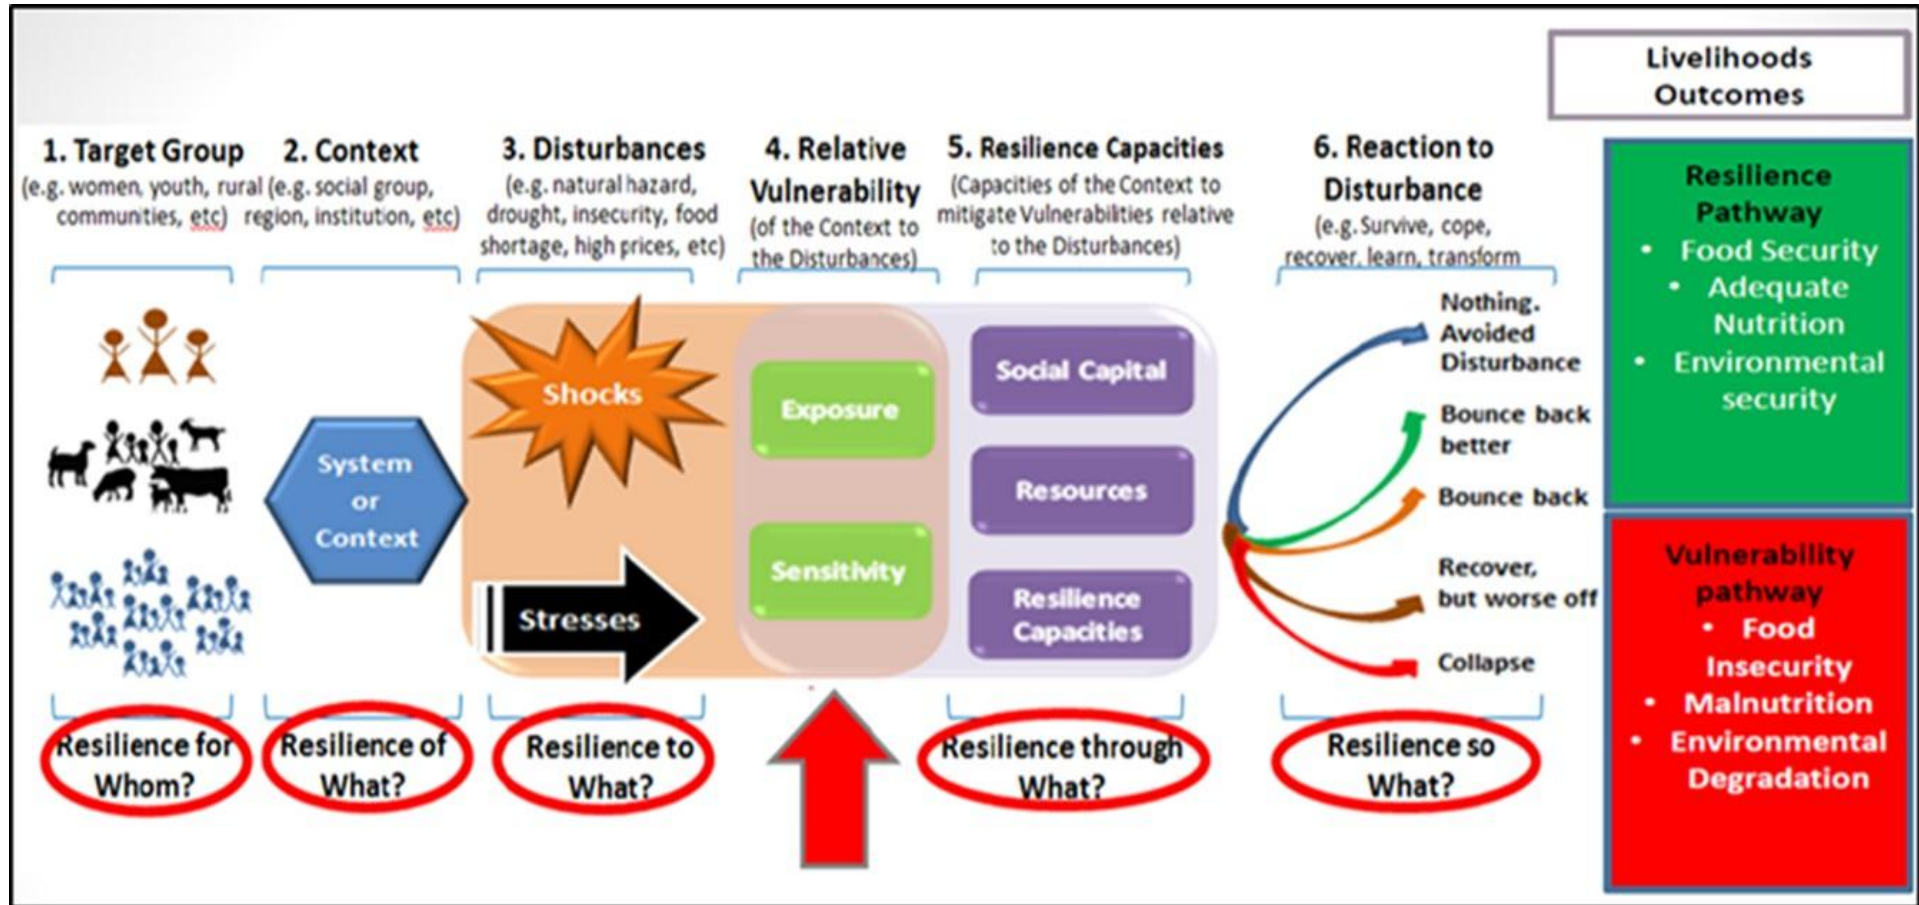 Livelihoods
Outcomes
1. Target Group
(e.g. women, youth, rural
communities, etc)
2. Context
(e.g. social group,
region, institution, etc)
3. Disturbances
(e.g. natural hazard,
drought, insecurity, food
shortage, high prices, etc)
4. Relative
Vulnerability
(of the Context to
the Disturbances)
5. Resilience Capacities
(Capacities of the Context to
mitigate Vulnerabilities relative
to the Disturbances)
6. Reaction to
Disturbance
(e.g. Survive, cope,
recover, learn, transform
System
or
Context
Shocks
Stresses
Exposure
Sensitivity
Social Capital
Resources
Resilience
Capacities
Nothing.
Avoided
Disturbance
Bounce back
better
Bounce back
Recover,
but worse off
Collapse
Resilience for
Whom?
Resilience of
What?
Resilience to
What?
Resilience through
What?
Resilience so
What?
Resilience
Pathway
• Food Security
• Adequate
Nutrition
• Environmental
security
Vulnerability
pathway
• Food
Insecurity
• Malnutrition
• Environmental
Degradation